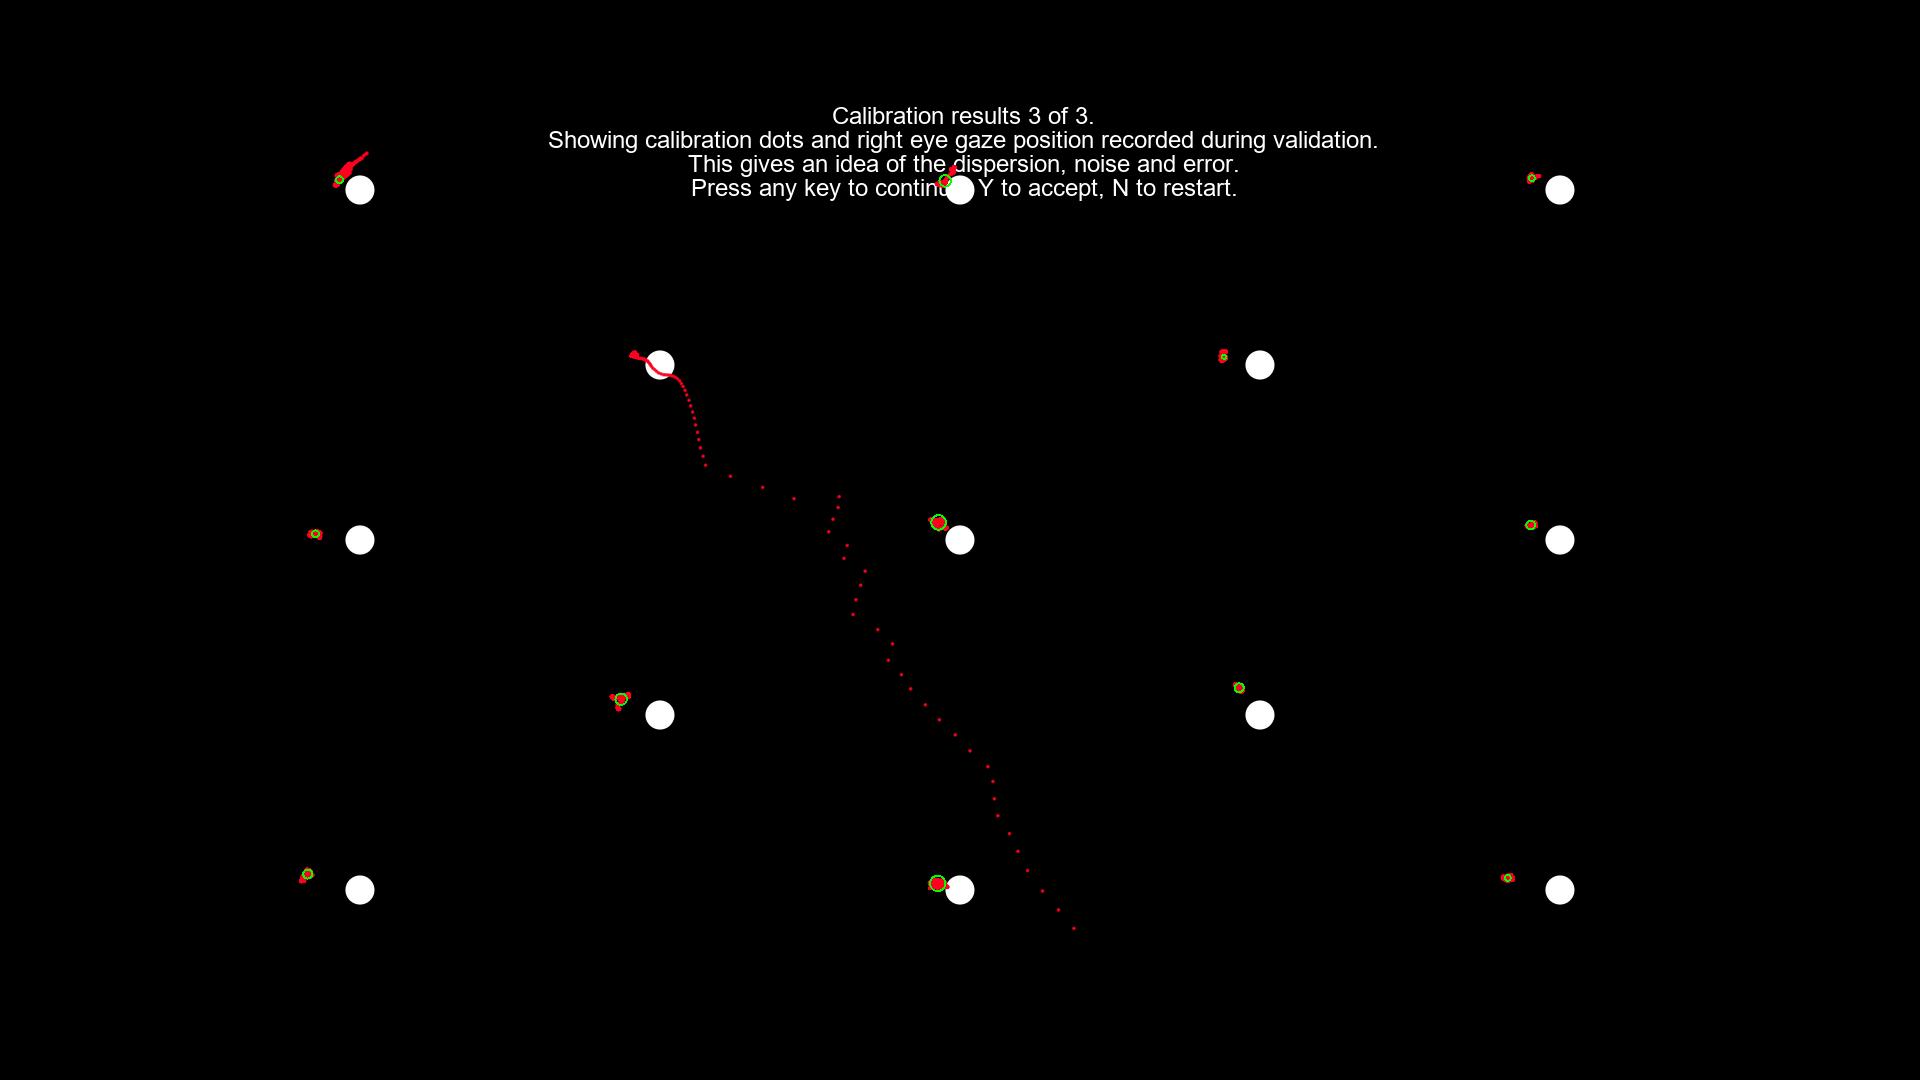 Calibration results 3 of 3.
Showing calibration dots and right eye gaze position recorded during validation.
This gives an idea of the dispersion, noise and error.
Press any key to continue. Y to accept, N to restart.